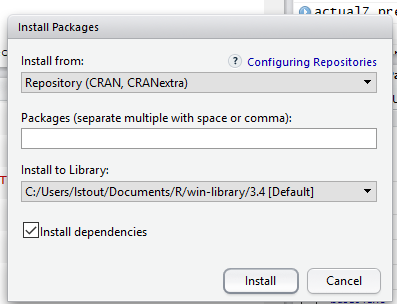 actual7_pre
Install Packages
Install from:
? Configuring Repositories
Repository (CRAN, CRANextra)
Packages (separate multiple with space or comma):
Install to Library:
C:/Users/lstout/Documents/R/win-library/3.4 [Default]
Install dependencies
Install
Cancel